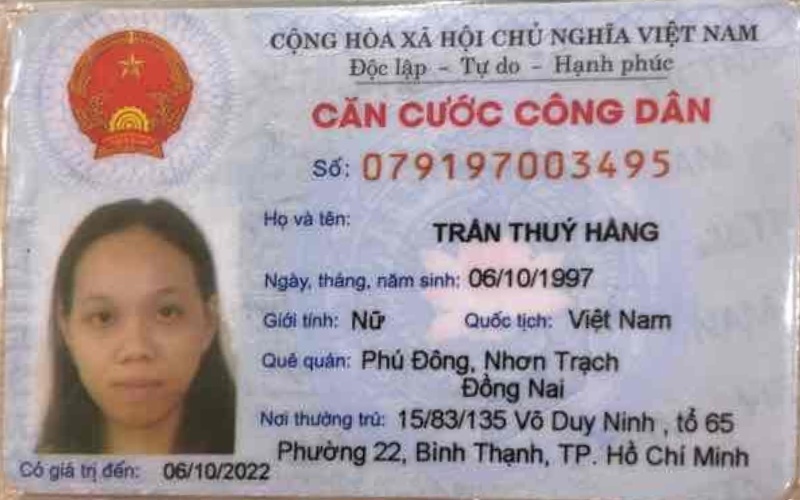 CỘNG HÒA XÃ HỘI CHỦ NGHĨA VIỆT NAM
Độc lập - Tự do - Hạnh phúc
CĂN CƯỚC CÔNG DÂN
Số: 079197003495
Họ và tên: TRẦN THUÝ HẰNG
Ngày, tháng, năm sinh: 06/10/1997
Giới tính: Nữ Quốc tịch: Việt Nam
Quê quán: Phú Đông, Nhơn Trạch
Đồng Nai
Nơi thường trú: 15/83/135 Võ Duy Ninh , tổ 65
Phường 22, Bình Thạnh, TP. Hồ Chí Minh
Có giá trị đến: 06/10/2022